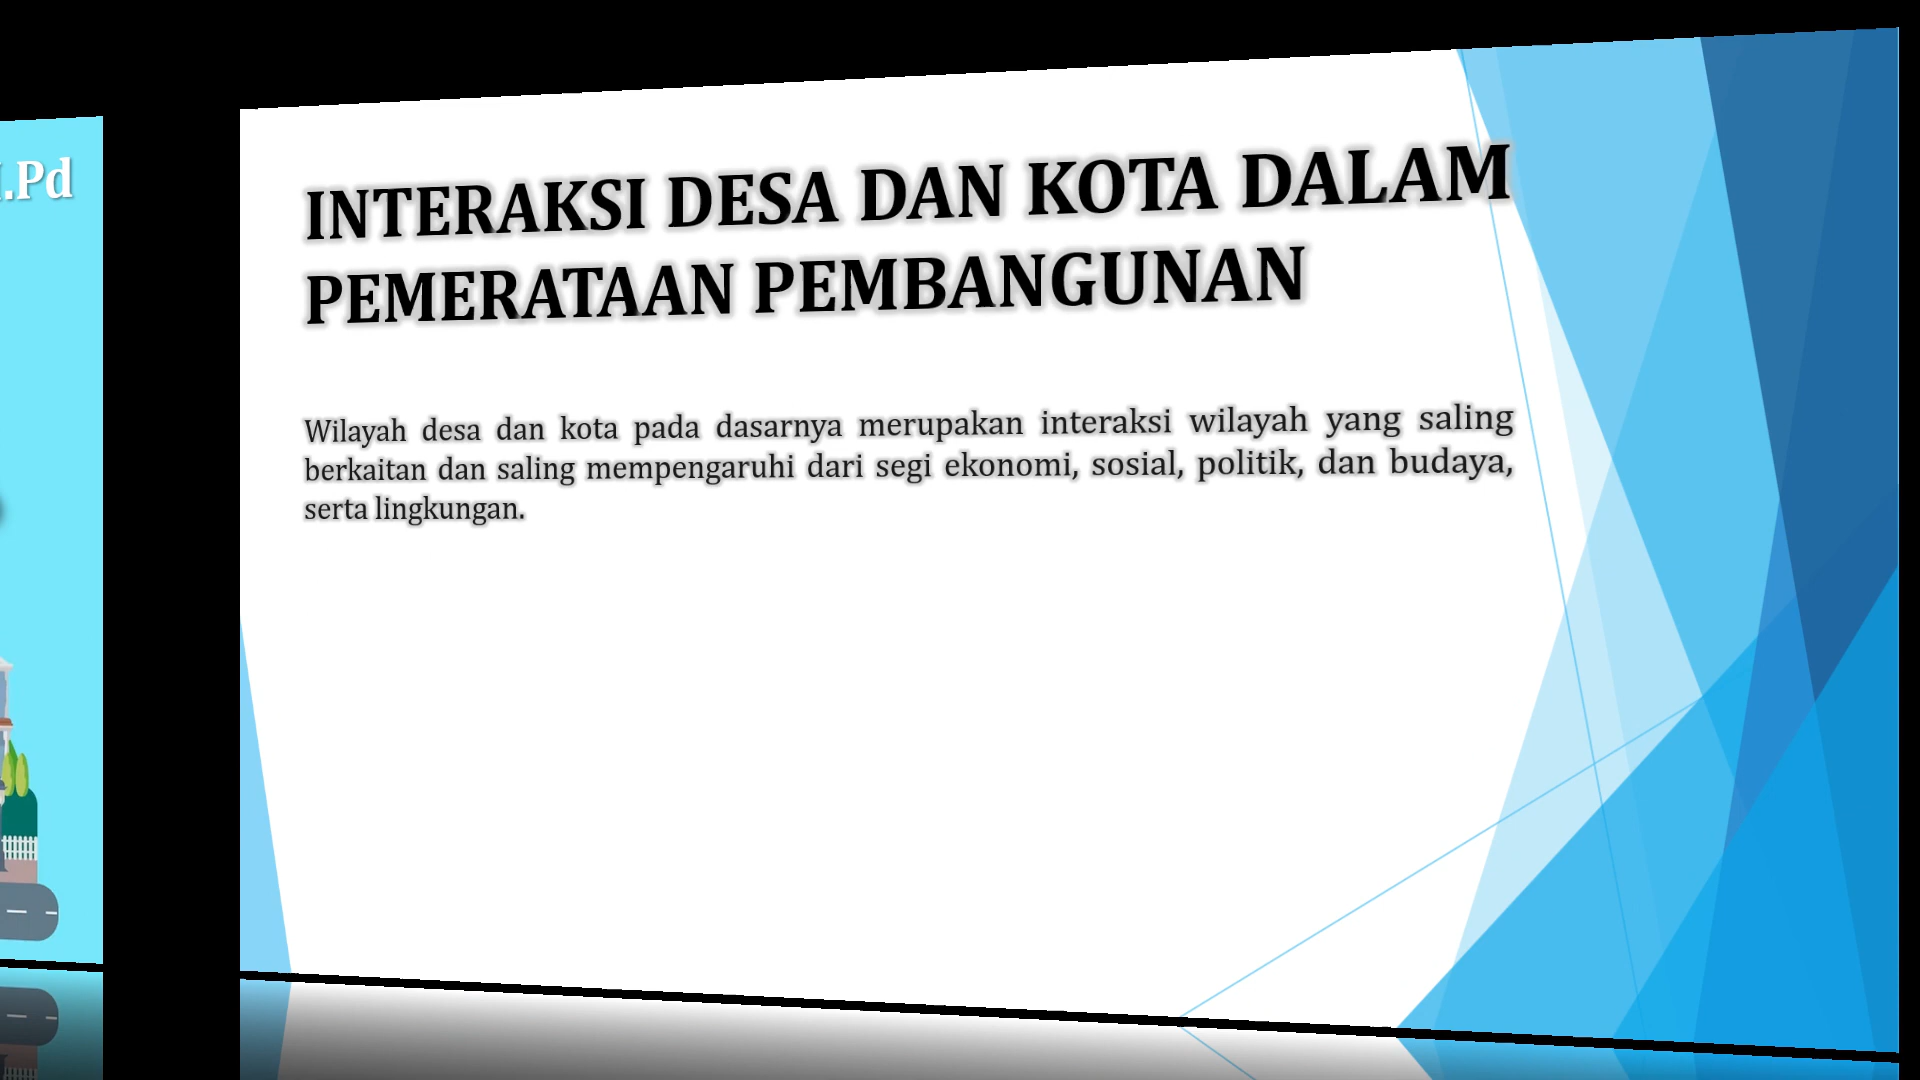 .Pd
INTERAKSI DESA DAN KOTA DALAM
PEMERATAAN PEMBANGUNAN
Wilayah desa dan kota pada dasarnya merupakan interaksi wilayah yang saling
berkaitan dan saling mempengaruhi dari segi ekonomi, sosial, politik, dan budaya,
serta lingkungan.